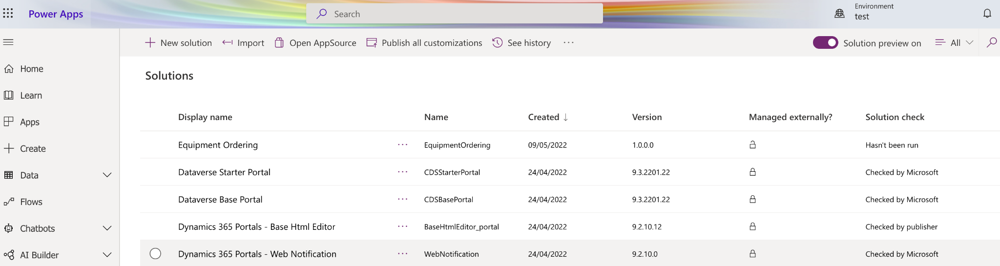 Power Apps
Search
Environment
test
New solution
Import
Open AppSource
Publish all customizations
See history
Solution preview on
All
Home
Learn
Apps
Create
Data
Flows
Chatbots
AI Builder
Solutions
Display name Name Created Version Managed externally? Solution check
Equipment Ordering EquipmentOrdering 09/05/2022 1.0.0.0 Hasn't been run
Dataverse Starter Portal CDSStarterPortal 24/04/2022 9.3.2201.22 Checked by Microsoft
Dataverse Base Portal CDSBasePortal 24/04/2022 9.3.2201.22 Checked by Microsoft
Dynamics 365 Portals - Base Html Editor BaseHtmlEditor_portal 24/04/2022 9.2.10.12 Checked by publisher
Dynamics 365 Portals - Web Notification WebNotification 24/04/2022 9.2.10.0 Checked by Microsoft